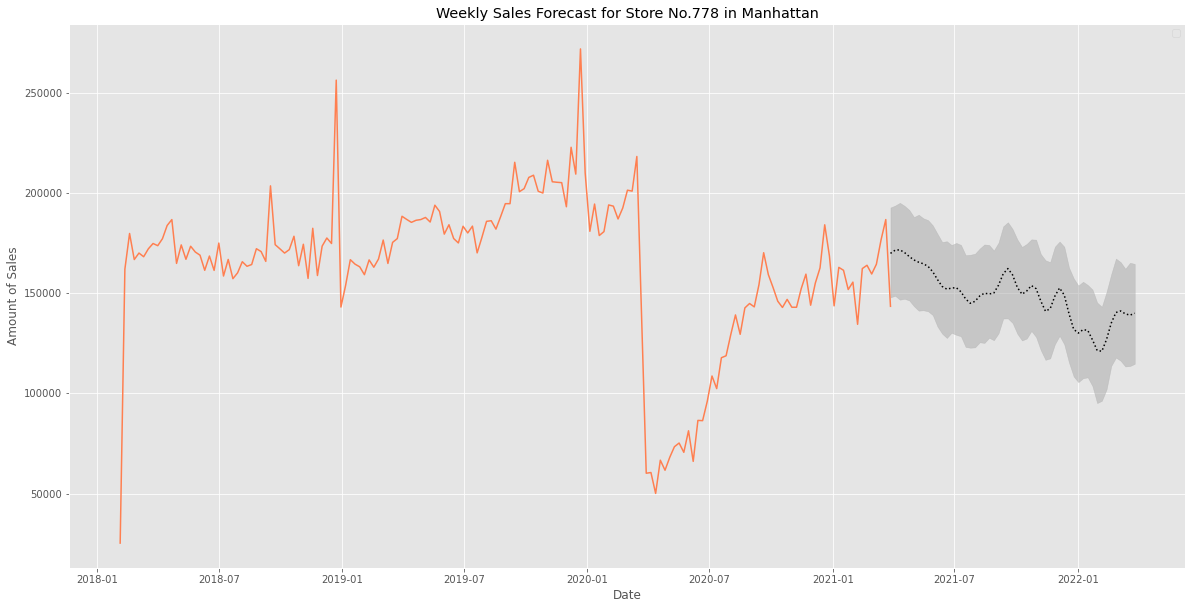 Weekly Sales Forecast for Store No.778 in Manhattan
250000
200000
150000
100000
50000
Amount of Sales
2018-01 2018-07 2019-01 2019-07 2020-01 2020-07 2021-01 2021-07 2022-01
Date